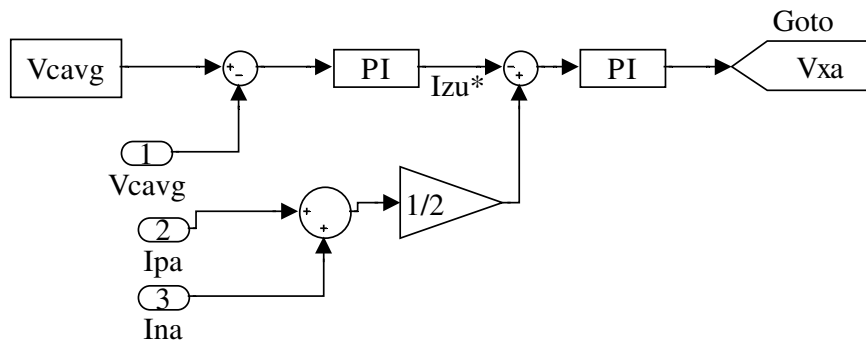 Goto
Vcavg
+
−
PI
Izu*
−
+
PI
Vxa
1
Vcavg
1/2
+
+
2
Ipa
3
Ina